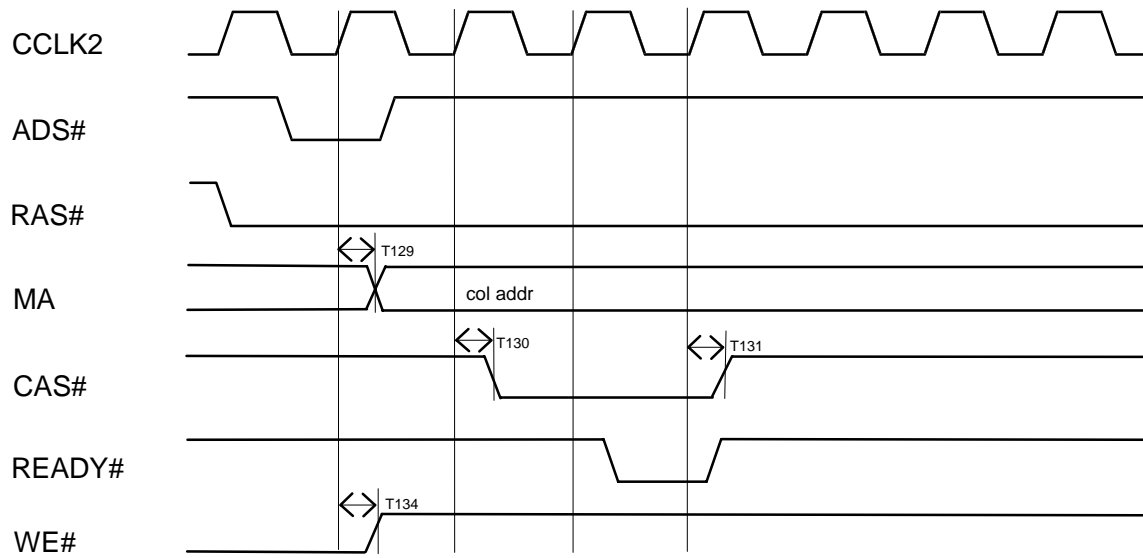 CCLK2
ADS#
RAS#
T129
MA
col addr
T130
T131
CAS#
READY#
T134
WE#